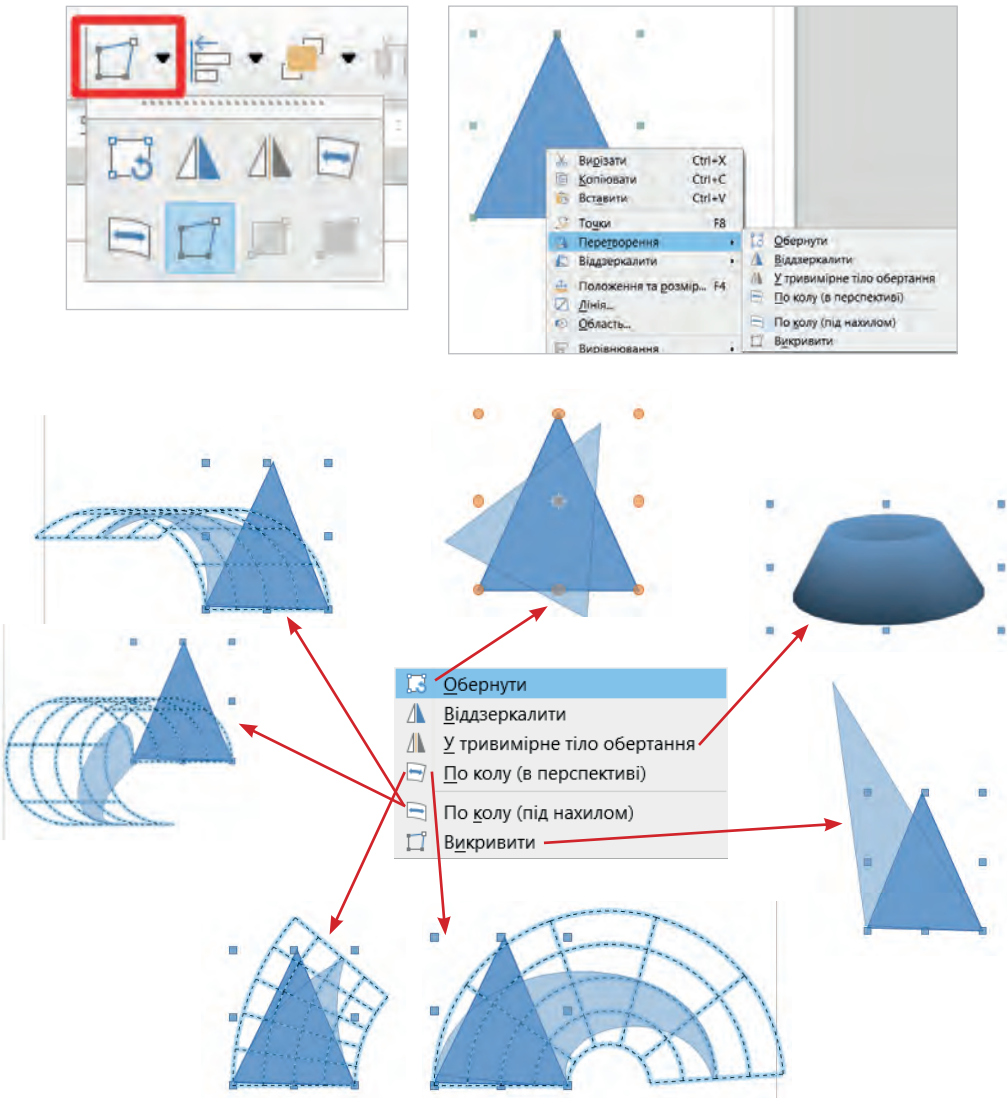 Вирізати Ctrl+X
Копіювати Ctrl+C
Вставити Ctrl+V
Точки F8
Перетворення
Віддзеркалити
Положення та розмір... F4
Лінія...
Область...
Вирівнювання
Обернути
Віддзеркалити
У тривимірне тіло обертання
По колу (в перспективі)
По колу (під нахилом)
Викривити
Обернути
Віддзеркалити
У тривимірне тіло обертання
По колу (в перспективі)
По колу (під нахилом)
Викривити